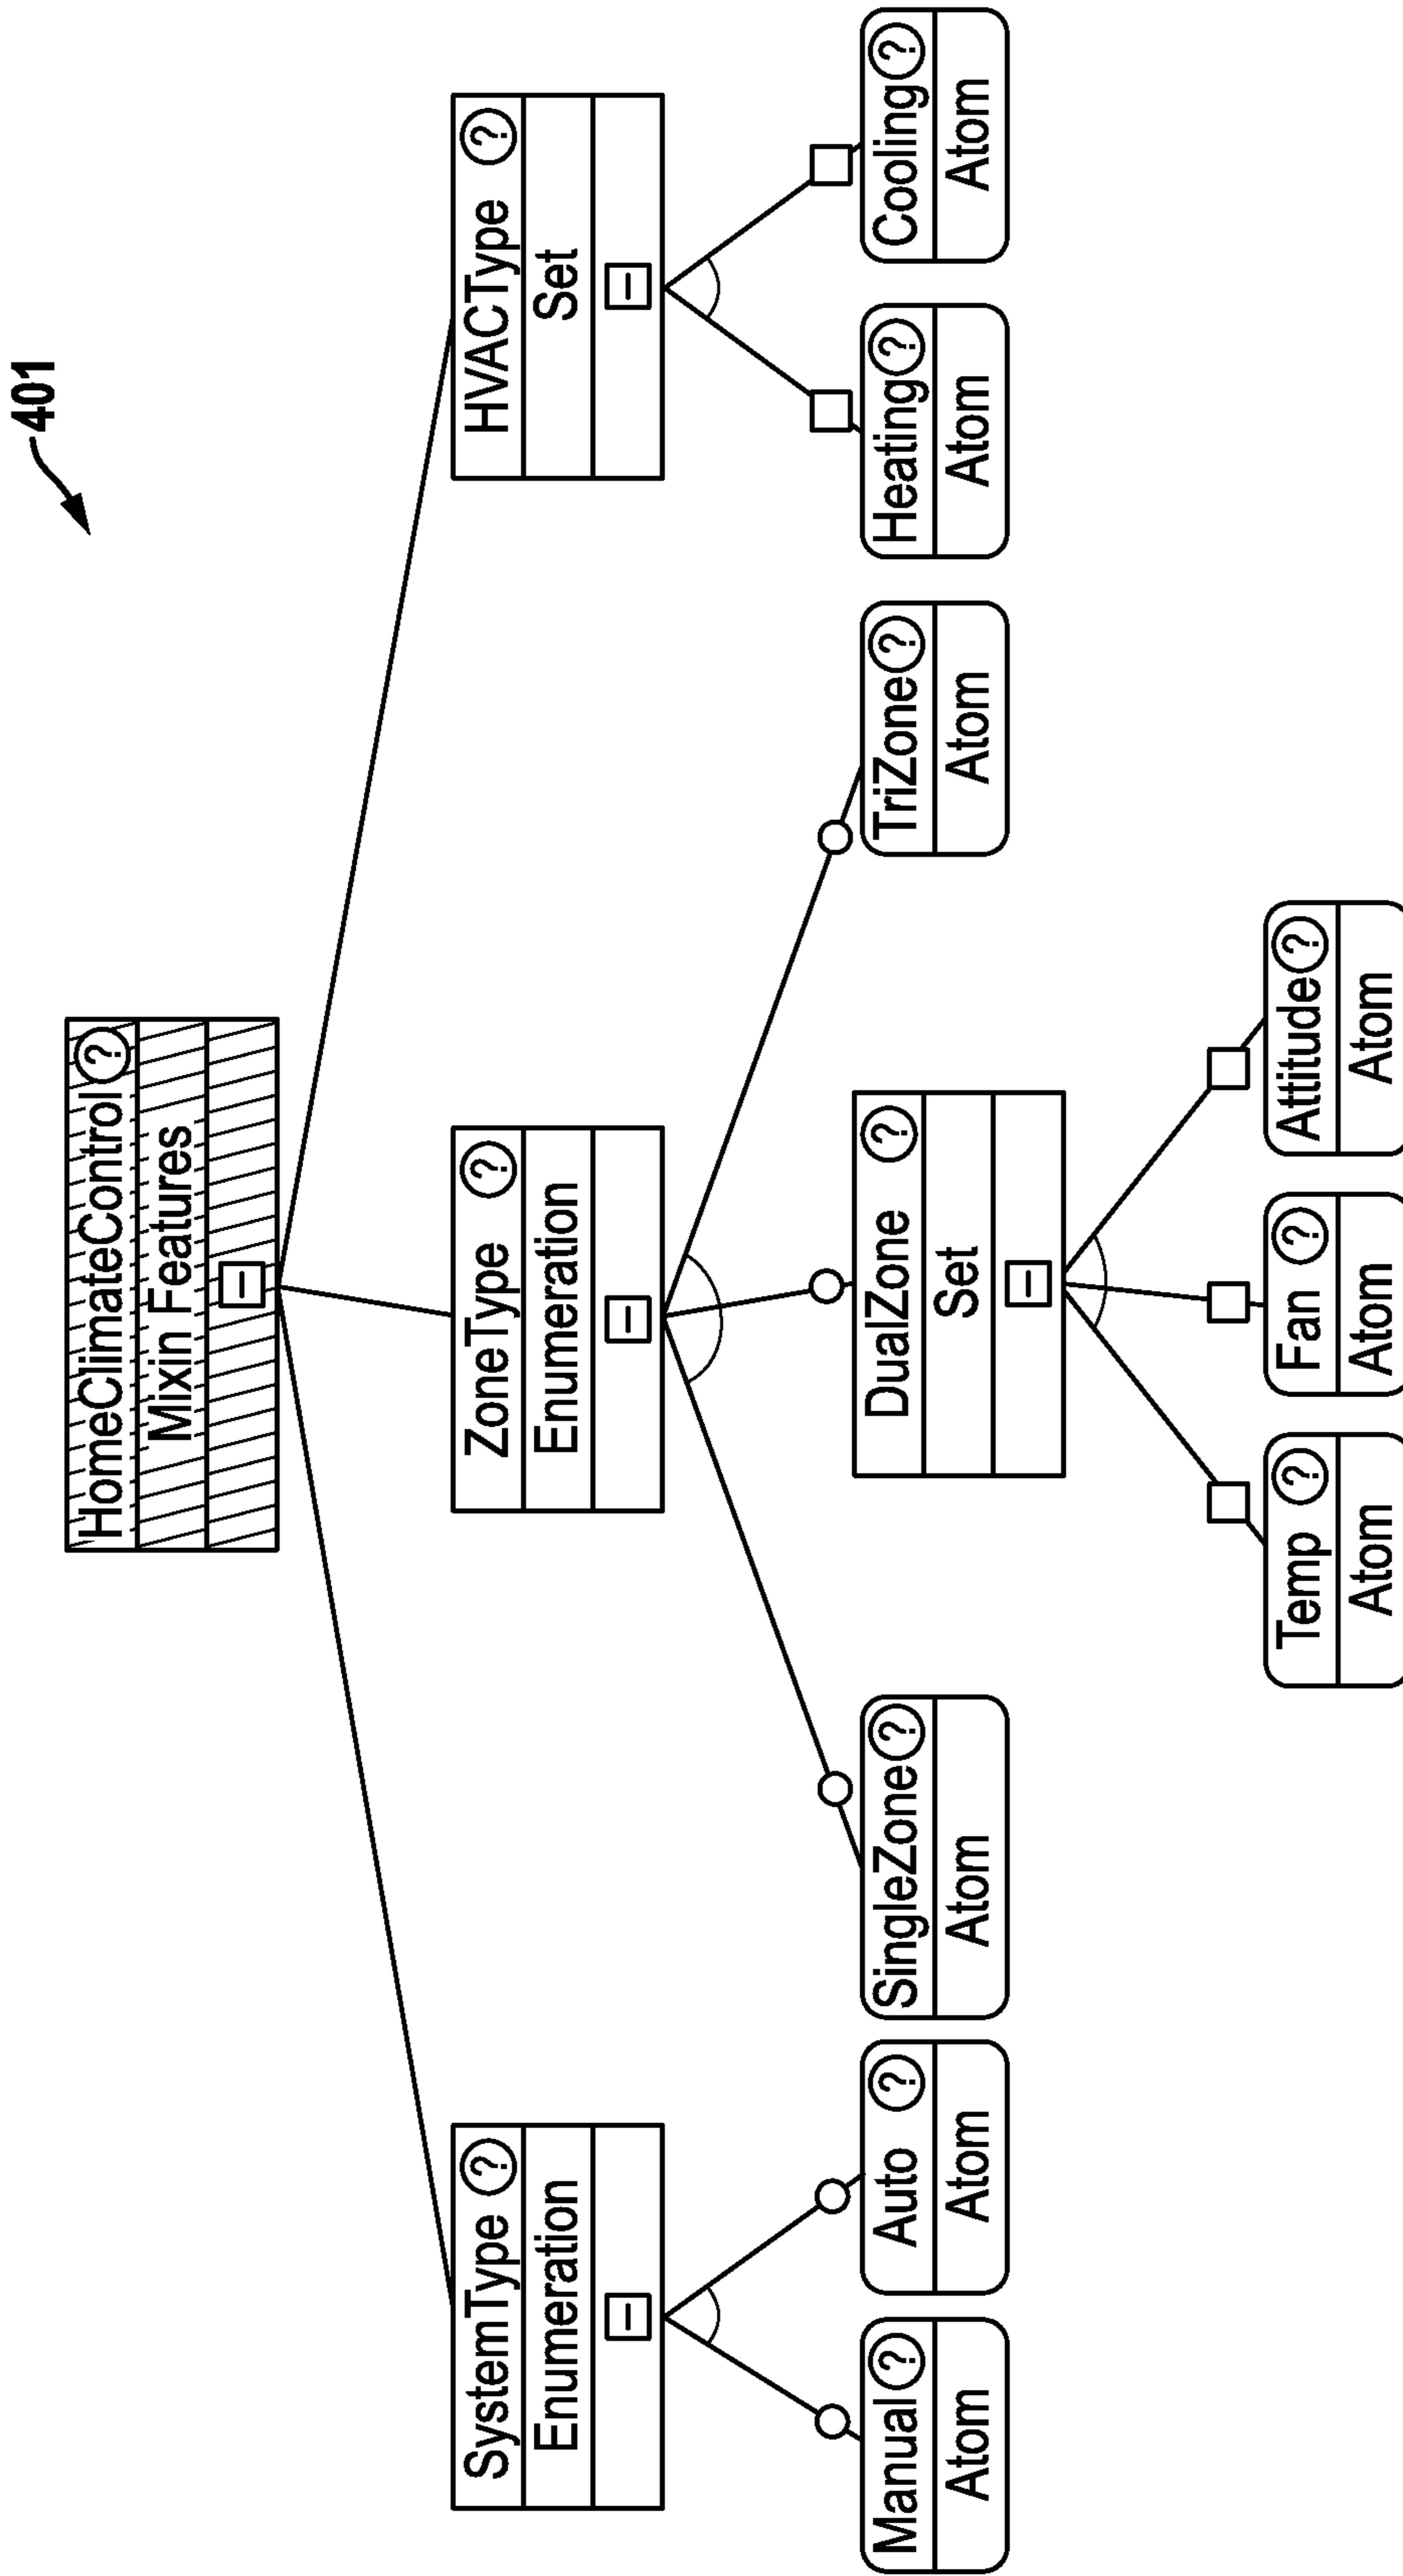 401
HomeClimateControl ?
Mixin Features
−
SystemType ?
Enumeration
−
ZoneType ?
Enumeration
−
HVACType ?
Set
−
Manual ?
Atom
Auto ?
Atom
SingleZone ?
Atom
DualZone ?
Set
−
TriZone ?
Atom
Heating ?
Atom
Cooling ?
Atom
Temp ?
Atom
Fan ?
Atom
Attitude ?
Atom